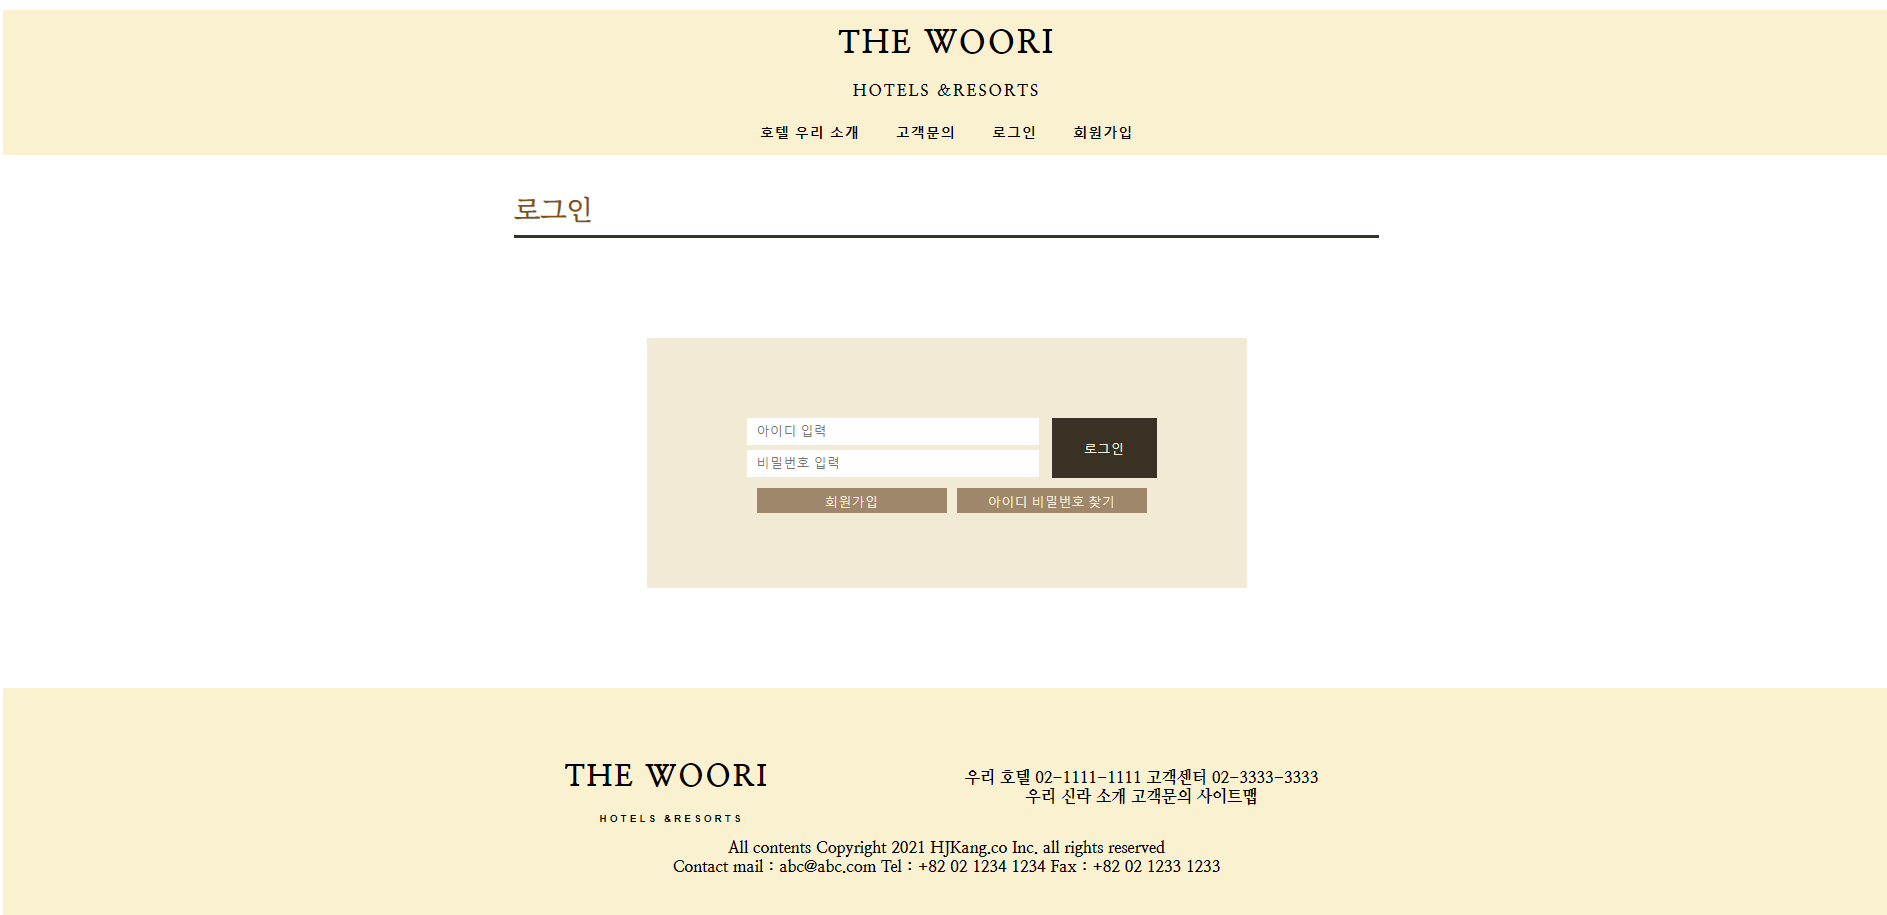 THE WOORI
HOTELS &RESORTS
호텔 우리 소개 고객문의 로그인 회원가입
로그인
아이디 입력
비밀번호 입력
로그인
회원가입 아이디 비밀번호 찾기
THE WOORI
HOTELS &RESORTS
우리 호텔 02-1111-1111 고객센터 02-3333-3333
우리 신라 소개 고객문의 사이트맵
All contents Copyright 2021 HJKang.co Inc. all rights reserved
Contact mail : abc@abc.com Tel : +82 02 1234 1234 Fax : +82 02 1233 1233